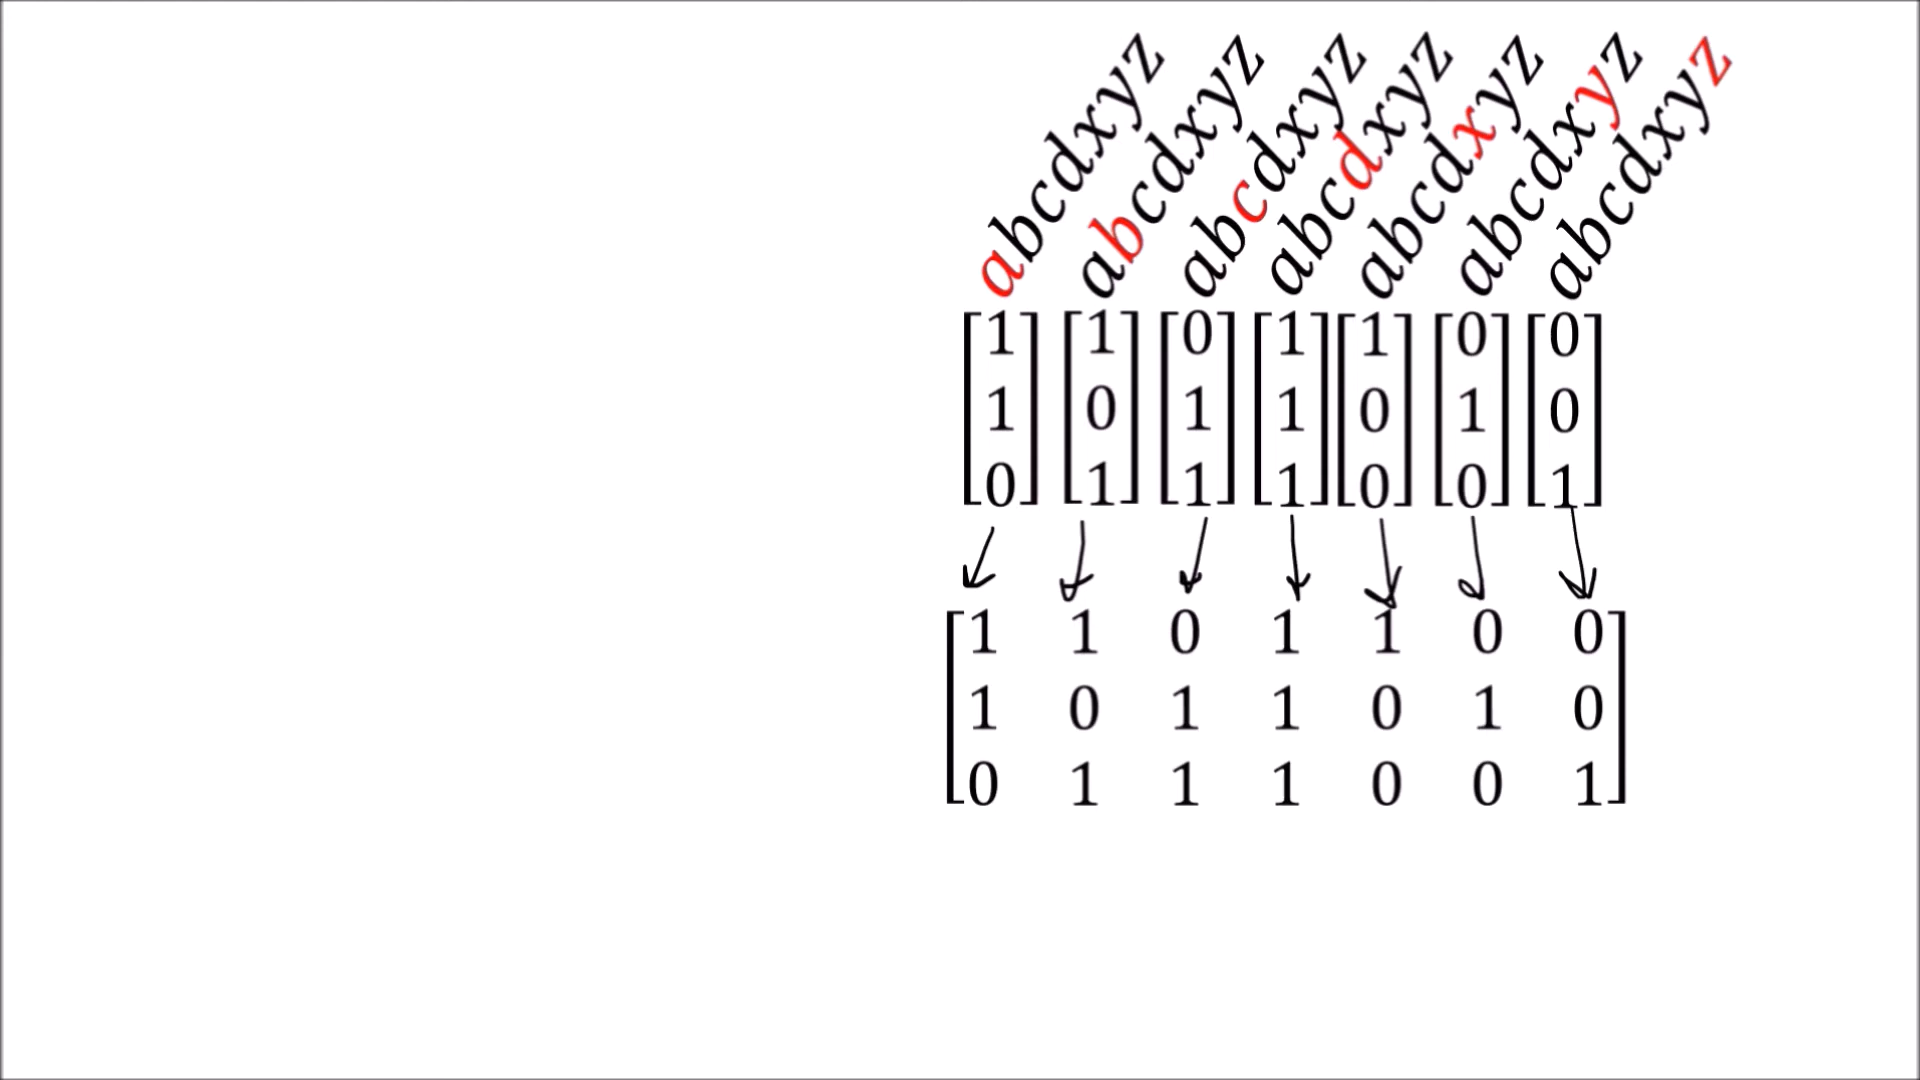 abcdxyz abcdxyz abcdxyz abcdxyz abcdxyz abcdxyz abcdxyz
[1] [1] [0] [1] [1] [0] [0]
[1] [0] [1] [1] [0] [1] [0]
[0] [1] [1] [1] [0] [0] [1]
[1 1 0 1 1 0 0]
[1 0 1 1 0 1 0]
[0 1 1 1 0 0 1]